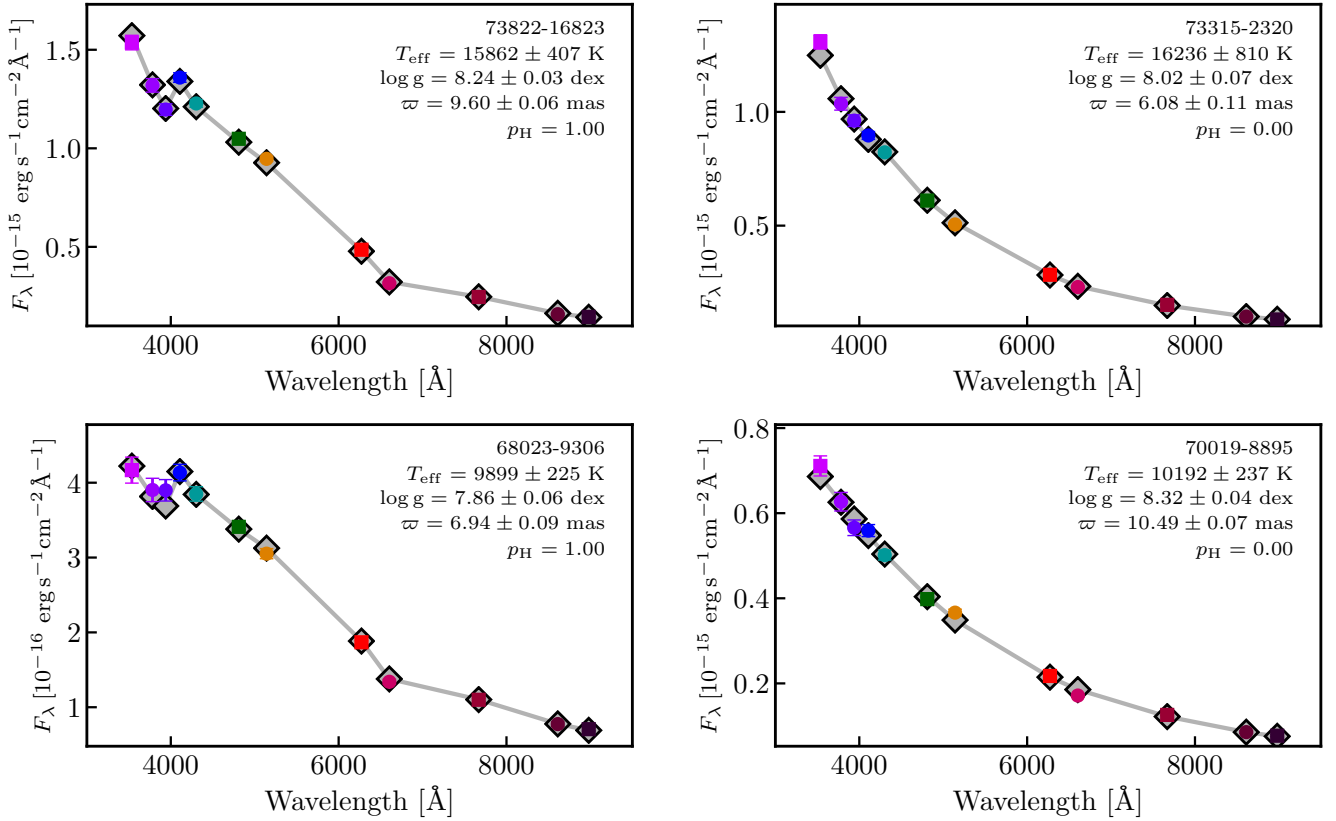 73822-16823
T_eff = 15862 ± 407 K
log g = 8.24 ± 0.03 dex
ϖ = 9.60 ± 0.06 mas
p_H = 1.00
1.5
1.0
0.5
F_λ [10⁻¹⁵ erg s⁻¹ cm⁻² Å⁻¹]
4000 6000 8000
Wavelength [Å]
73315-2320
T_eff = 16236 ± 810 K
log g = 8.02 ± 0.07 dex
ϖ = 6.08 ± 0.11 mas
p_H = 0.00
1.0
0.5
F_λ [10⁻¹⁵ erg s⁻¹ cm⁻² Å⁻¹]
4000 6000 8000
Wavelength [Å]
68023-9306
T_eff = 9899 ± 225 K
log g = 7.86 ± 0.06 dex
ϖ = 6.94 ± 0.09 mas
p_H = 1.00
4
3
2
1
F_λ [10⁻¹⁶ erg s⁻¹ cm⁻² Å⁻¹]
4000 6000 8000
Wavelength [Å]
70019-8895
T_eff = 10192 ± 237 K
log g = 8.32 ± 0.04 dex
ϖ = 10.49 ± 0.07 mas
p_H = 0.00
0.8
0.6
0.4
0.2
F_λ [10⁻¹⁵ erg s⁻¹ cm⁻² Å⁻¹]
4000 6000 8000
Wavelength [Å]